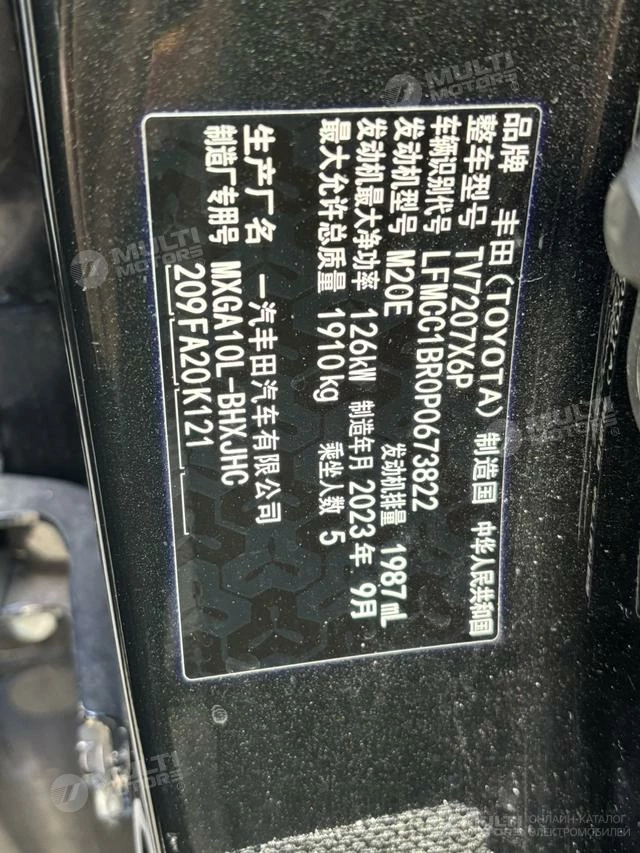 品牌 丰田(TOYOTA) 制造国 中华人民共和国
整车型号 TV7207X6P
车辆识别代号 LFMCC1BR0P0673822
发动机型号 M20E 发动机排量 1987mL
发动机最大净功率 126kW 制造年月 2023年 9月
最大允许总质量 1910kg 乘坐人数 5
生产厂名 一汽丰田汽车有限公司
制造厂专用号 MXGA10L-BHXJHC
209FA20K121
MULTI MOTORS
MULTI MOTORS
MULTI MOTORS
MULTI MOTORS
ОНЛАЙН-КАТАЛОГ
ЭЛЕКТРОМОБИЛЕЙ